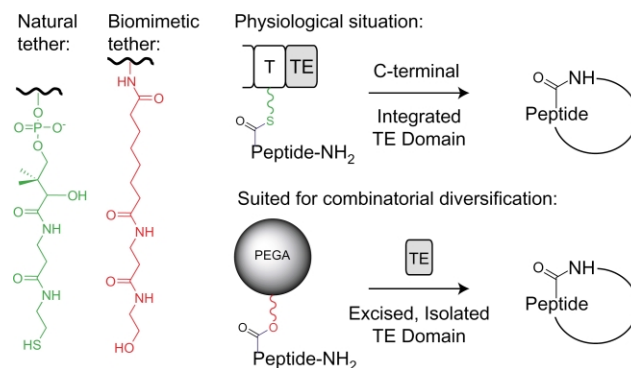 Natural tether:
Biomimetic tether:
Physiological situation:
O
O
P
O⁻
O
OH
O
NH
O
NH
HS
HN
O
O
NH
O
NH
HO
T
TE
S
O
Peptide-NH₂
C-terminal
Integrated
TE Domain
O
NH
Peptide
Suited for combinatorial diversification:
PEGA
O
O
Peptide-NH₂
TE
Excised, Isolated
TE Domain
O
NH
Peptide